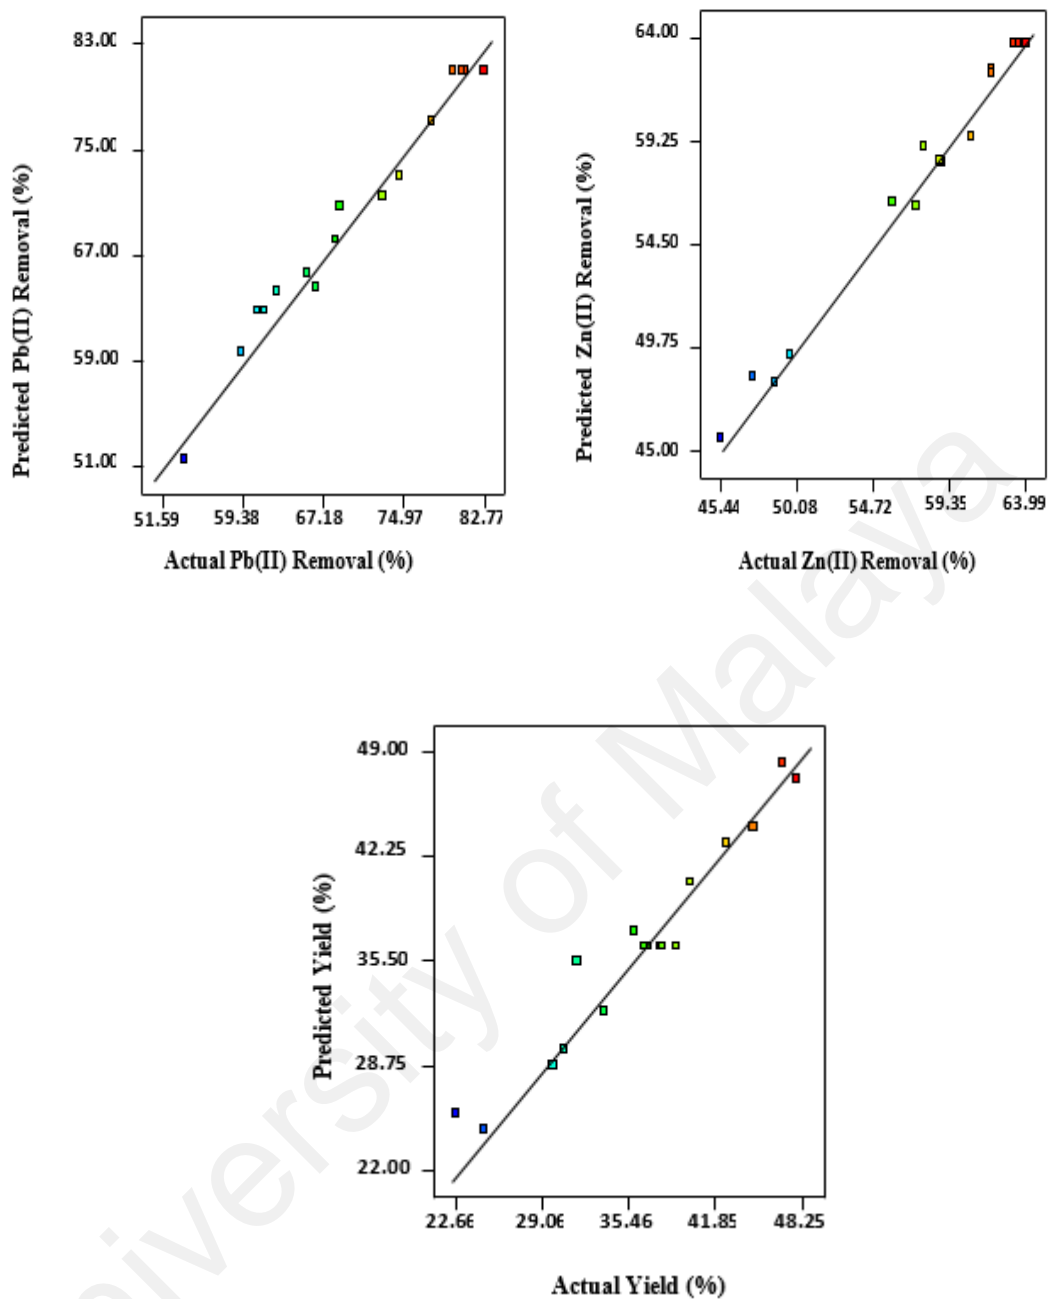 83.00
75.00
67.00
59.00
51.00
Predicted Pb(II) Removal (%)
51.59 59.38 67.18 74.97 82.77
Actual Pb(II) Removal (%)
64.00
59.25
54.50
49.75
45.00
Predicted Zn(II) Removal (%)
45.44 50.08 54.72 59.35 63.99
Actual Zn(II) Removal (%)
49.00
42.25
35.50
28.75
22.00
Predicted Yield (%)
22.66 29.06 35.46 41.85 48.25
Actual Yield (%)
iversity of Malaya